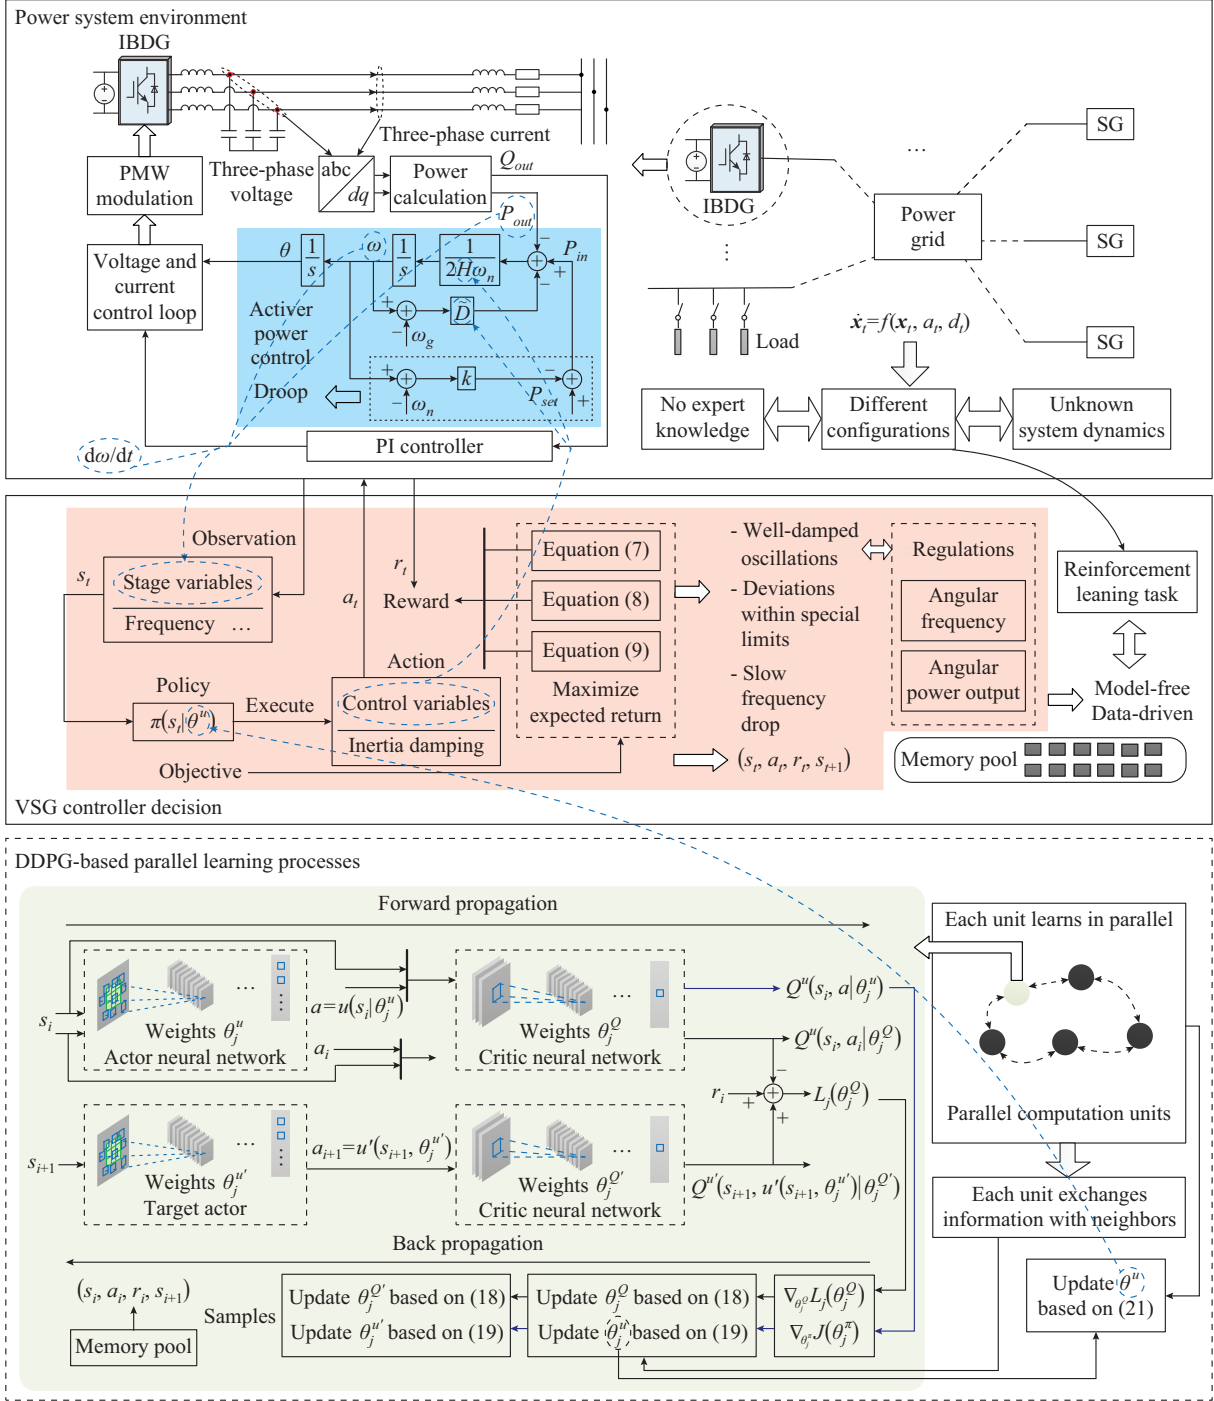 Power system environment
IBDG
Three-phase current
Three-phase
voltage
abc
dq
Power
calculation
Q_out
PMW
modulation
P_out
Voltage and
current
control loop
θ
1/s
ω
1/s
1/2Hω_n
−
+
−
P_in
Activer
power
control
+
−
ω_g
D̃
Droop
+
−
ω_n
k
−
+
P_set
PI controller
dω/dt
IBDG
...
...
Power
grid
SG
SG
SG
Load
ẋ_t=f(x_t, a_t, d_t)
No expert
knowledge
Different
configurations
Unknown
system dynamics
Observation
s_t
Stage variables
Frequency ...
a_t
r_t
Reward
Equation (7)
Equation (8)
Equation (9)
Maximize
expected return
- Well-damped
oscillations
- Deviations
within special
limits
- Slow
frequency
drop
Regulations
Angular
frequency
Angular
power output
Reinforcement
leaning task
Model-free
Data-driven
Policy
π(s_t|θ^u)
Execute
Action
Control variables
Inertia damping
Objective
(s_t, a_t, r_t, s_{t+1})
Memory pool
VSG controller decision
DDPG-based parallel learning processes
Forward propagation
s_i
...
Weights θ_j^u
Actor neural network
a=u(s_i|θ_j^u)
a_i
...
Weights θ_j^Q
Critic neural network
Q^u(s_i, a|θ_j^u)
Q^u(s_i, a_i|θ_j^Q)
r_i
+
−
+
L_j(θ_j^Q)
s_{i+1}
...
Weights θ_j^{u'}
Target actor
a_{i+1}=u'(s_{i+1}, θ_j^{u'})
...
Weights θ_j^{Q'}
Critic neural network
Q^{u'}(s_{i+1}, u'(s_{i+1}, θ_j^{u'})|θ_j^{Q'})
Back propagation
(s_i, a_i, r_i, s_{i+1})
Memory pool
Samples
Update θ_j^{Q'} based on (18)
Update θ_j^{u'} based on (19)
Update θ_j^Q based on (18)
Update θ_j^u based on (19)
∇_{θ_j^Q}L_j(θ_j^Q)
∇_{θ_j^π}J(θ_j^π)
Each unit learns in parallel
Parallel computation units
Each unit exchanges
information with neighbors
Update θ^u
based on (21)